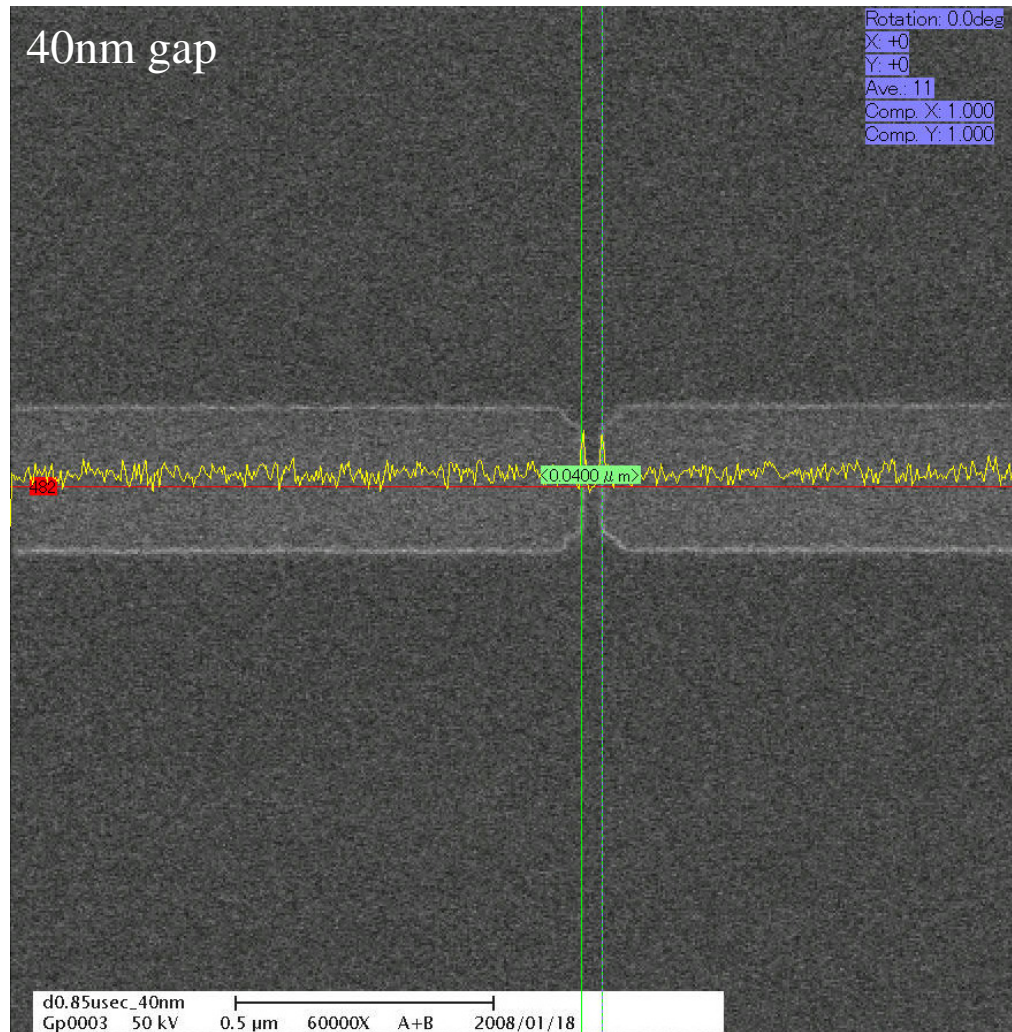 40nm gap
Rotation: 0.0deg
X: +0
Y: +0
Ave.: 11
Comp. X: 1.000
Comp. Y: 1.000
<0.0400 μm>
482
d0.85usec_40nm
Gp0003 50 kV 0.5 μm 60000X A+B 2008/01/18